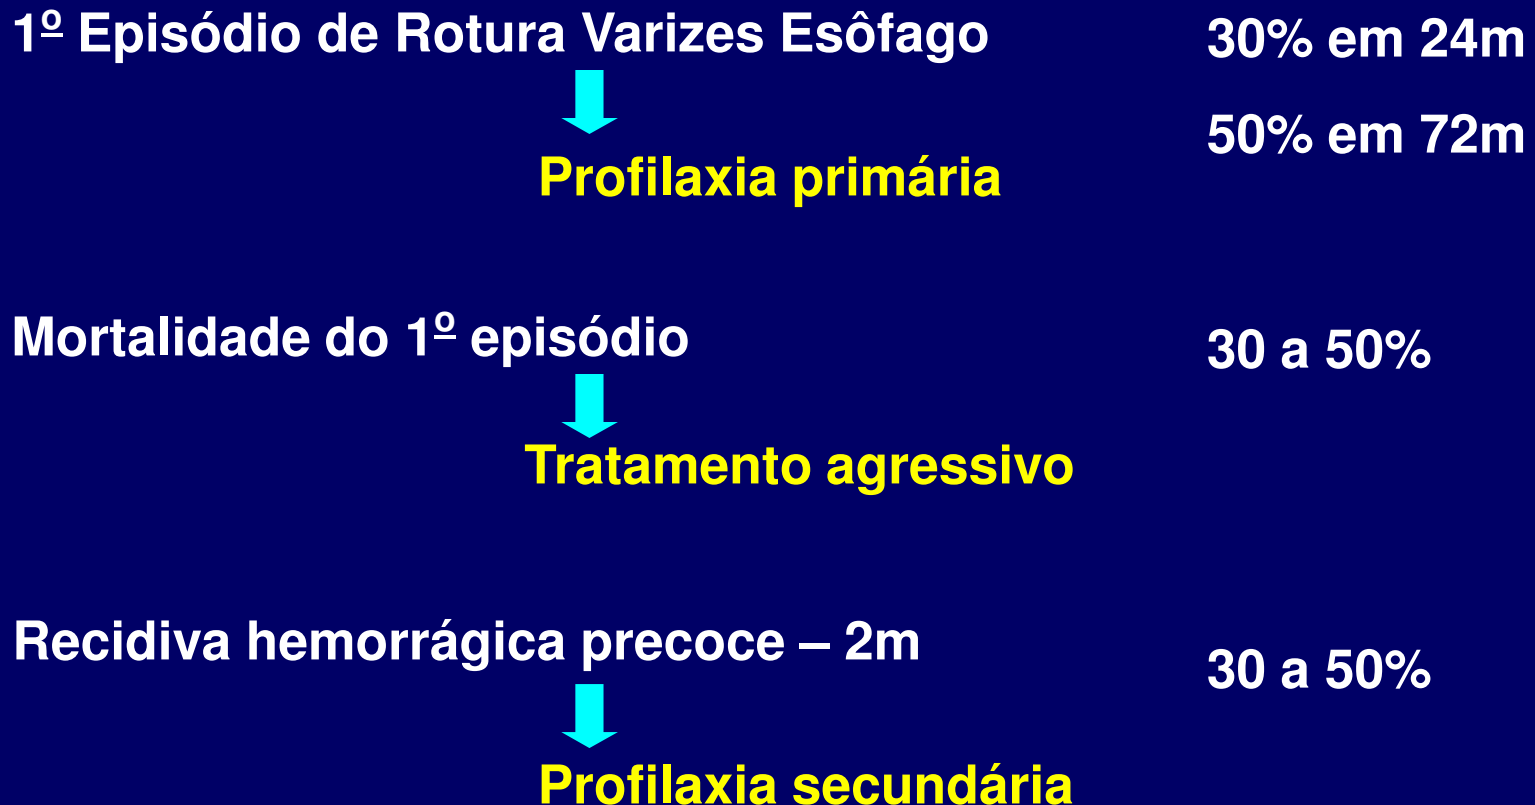 1º Episódio de Rotura Varizes Esôfago
30% em 24m
50% em 72m
Profilaxia primária
Mortalidade do 1º episódio
30 a 50%
Tratamento agressivo
Recidiva hemorrágica precoce – 2m
30 a 50%
Profilaxia secundária